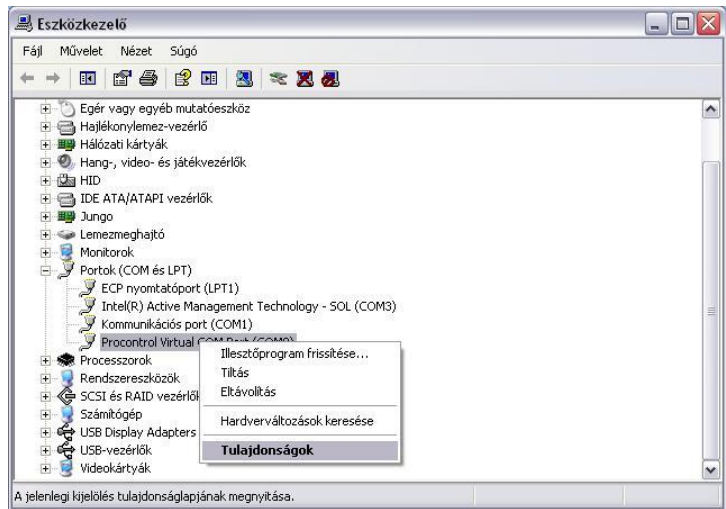 Eszközkezelő
Fájl Művelet Nézet Súgó
Egér vagy egyéb mutatóeszköz
Hajlékonylemez-vezérlő
Hálózati kártyák
Hang-, video- és játékvezérlők
HID
IDE ATA/ATAPI vezérlők
Jungo
Lemezmeghajtó
Monitorok
Portok (COM és LPT)
ECP nyomtatóport (LPT1)
Intel(R) Active Management Technology - SOL (COM3)
Kommunikációs port (COM1)
Procontrol Virtual COM Port
Processzorok
Rendszereszközök
SCSI és RAID vezérlők
Számítógép
USB Display Adapters
USB-vezérlők
Videokártyák
Illesztőprogram frissítése...
Tiltás
Eltávolítás
Hardverváltozások keresése
Tulajdonságok
A jelenlegi kijelölés tulajdonságlapjának megnyitása.